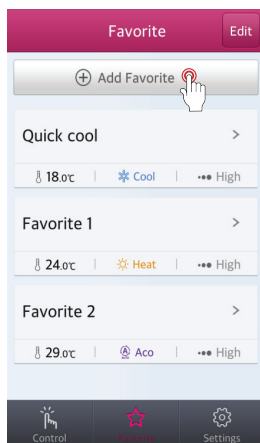 Favorite Edit
Add Favorite
Quick cool >
18.0℃ Cool High
Favorite 1 >
24.0℃ Heat High
Favorite 2 >
29.0℃ Aco High
Control Favorite Settings